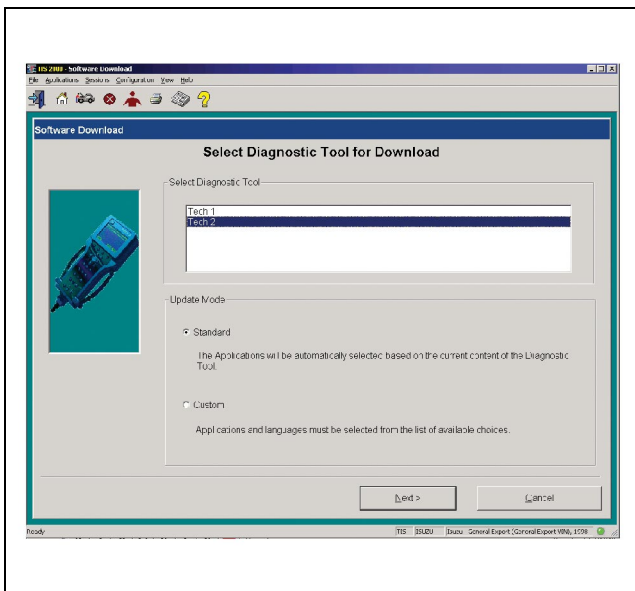 TIS 2000 - Software Download
File Applications Sessions Configuration View Help
Software Download
Select Diagnostic Tool for Download
Select Diagnostic Tool
Tech 1
Tech 2
Update Mode
Standard
The Applications will be automatically selected based on the current content of the Diagnostic
Tool.
Custom
Applications and languages must be selected from the list of available choices.
Next >
Cancel
Ready
TIS ISUZU Isuzu General Export (General Export VIN), 1998